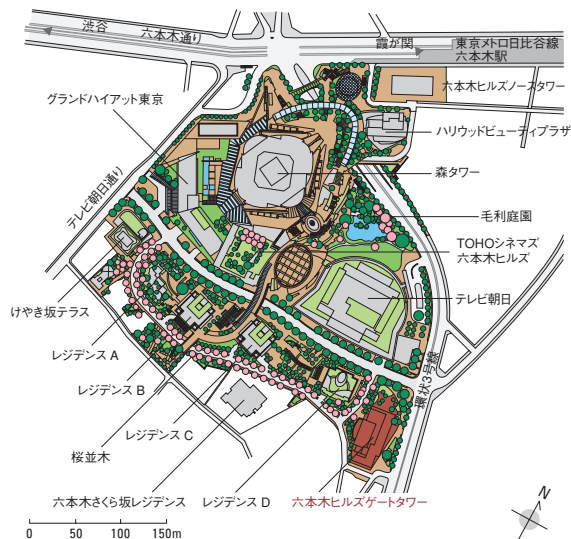 渋谷
六本木通り
霞が関
東京メトロ日比谷線
六本木駅
六本木ヒルズノースタワー
グランドハイアット東京
ハリウッドビューティプラザ
森タワー
テレビ朝日通り
毛利庭園
TOHOシネマズ
六本木ヒルズ
テレビ朝日
けやき坂テラス
レジデンス A
環状3号線
レジデンス B
レジデンス C
桜並木
六本木さくら坂レジデンス
レジデンス D
六本木ヒルズゲートタワー
N
0 50 100 150m